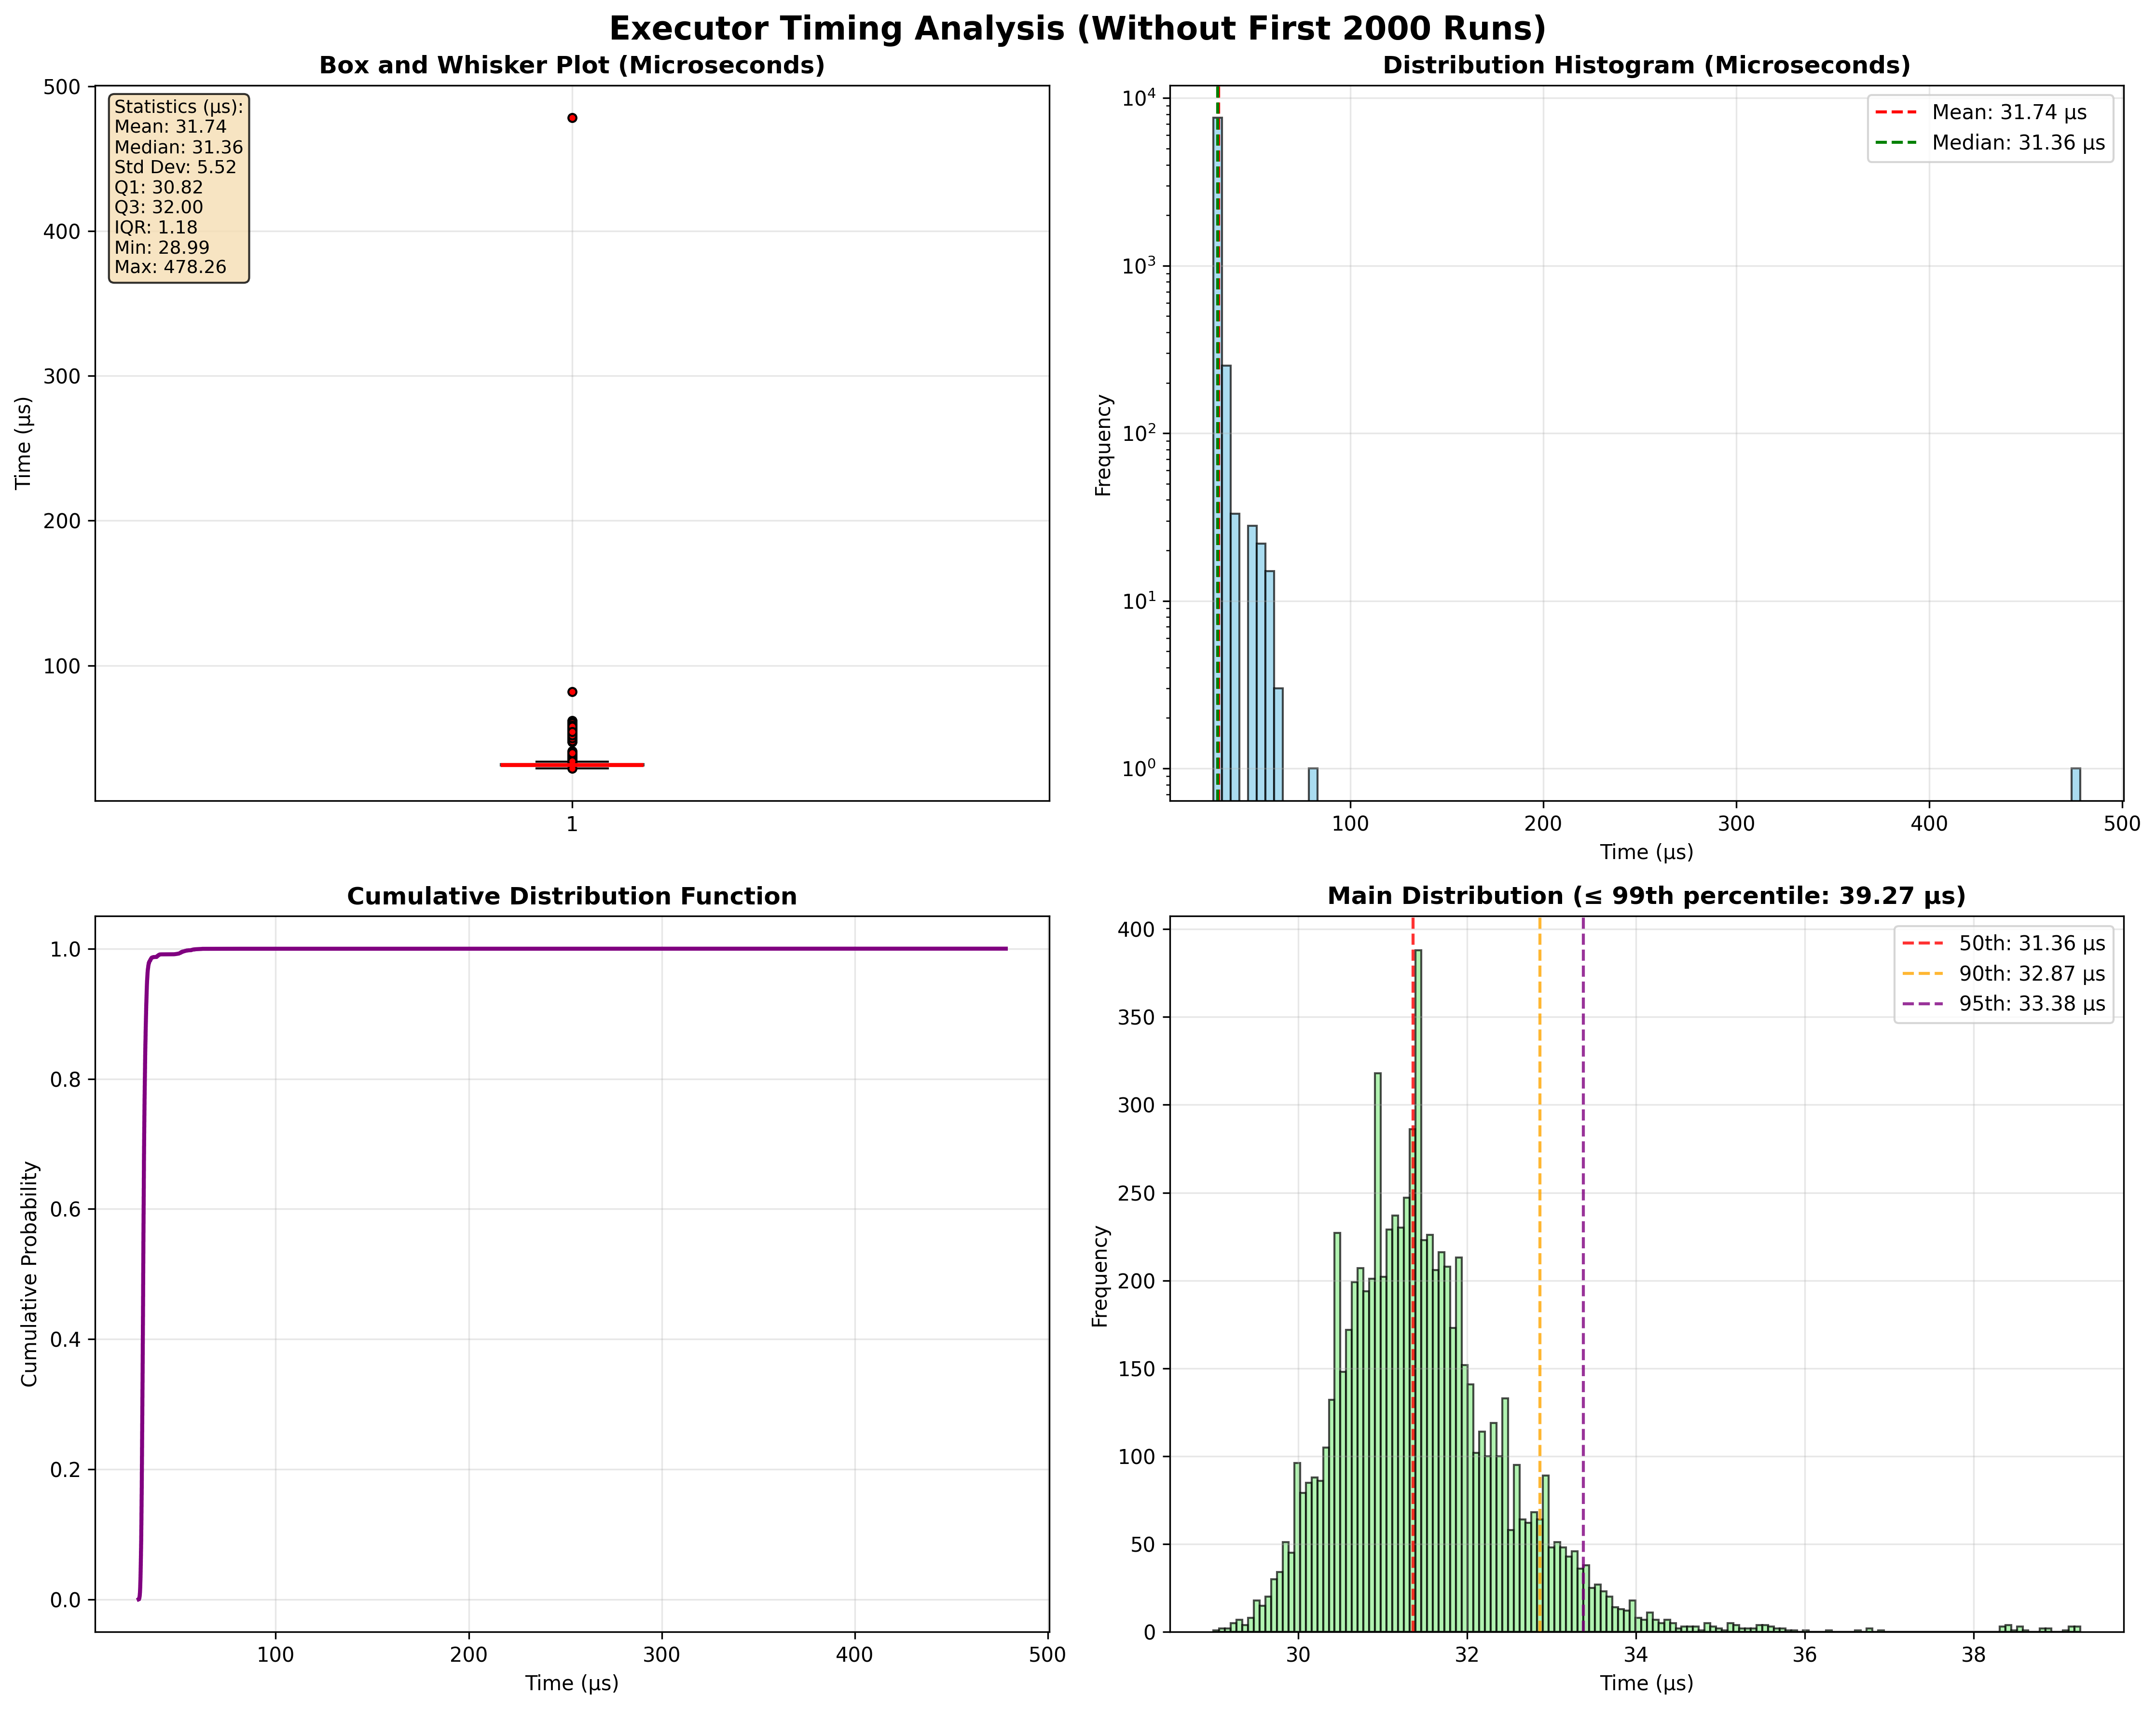 Executor Timing Analysis (Without First 2000 Runs)
Box and Whisker Plot (Microseconds)
Statistics (µs):
Mean: 31.74
Median: 31.36
Std Dev: 5.52
Q1: 30.82
Q3: 32.00
IQR: 1.18
Min: 28.99
Max: 478.26
500
400
300
200
100
Time (µs)
1
Distribution Histogram (Microseconds)
Mean: 31.74 µs
Median: 31.36 µs
10⁴
10³
10²
10¹
10⁰
Frequency
100 200 300 400 500
Time (µs)
Cumulative Distribution Function
1.0
0.8
0.6
0.4
0.2
0.0
Cumulative Probability
100 200 300 400 500
Time (µs)
Main Distribution (≤ 99th percentile: 39.27 µs)
50th: 31.36 µs
90th: 32.87 µs
95th: 33.38 µs
400
350
300
250
200
150
100
50
0
Frequency
30 32 34 36 38
Time (µs)